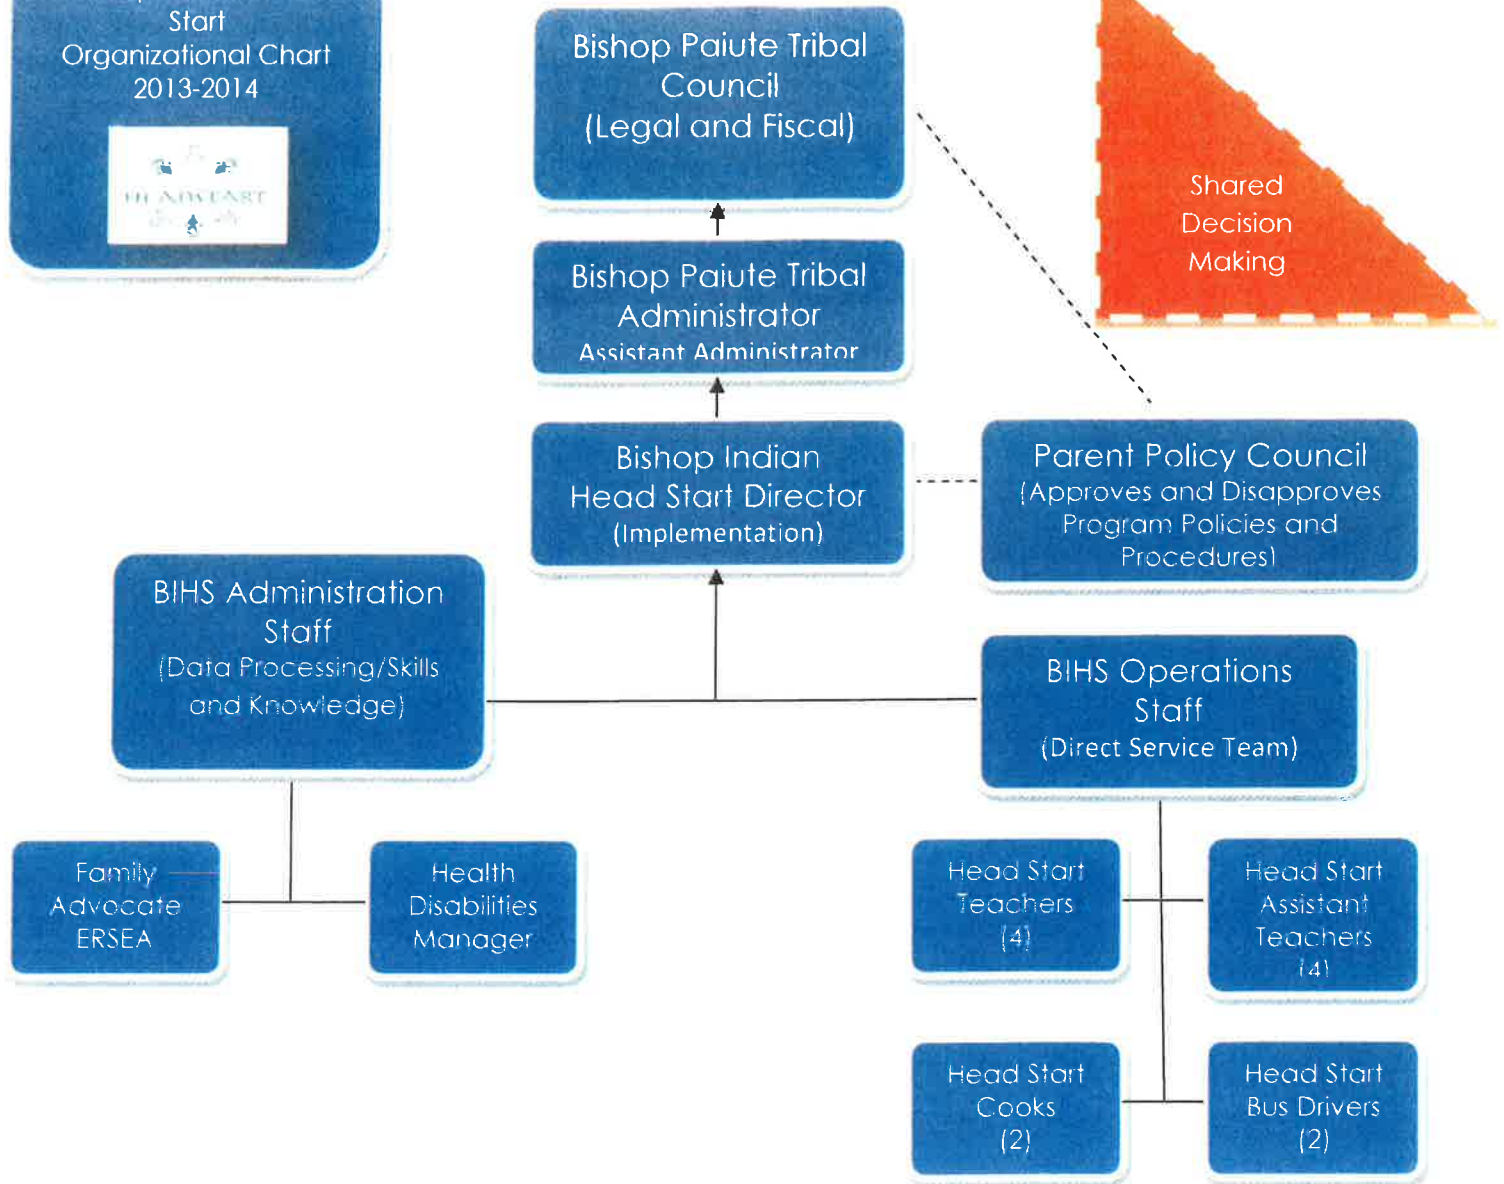 Start
Organizational Chart
2013-2014
Bishop Paiute Tribal
Council
(Legal and Fiscal)
Shared
Decision
Making
Bishop Paiute Tribal
Administrator
Assistant Administrator
Bishop Indian
Head Start Director
(Implementation)
Parent Policy Council
(Approves and Disapproves
Program Policies and
Procedures)
BIHS Administration
Staff
(Data Processing/Skills
and Knowledge)
BIHS Operations
Staff
(Direct Service Team)
Family
Advocate
ERSEA
Health
Disabilities
Manager
Head Start
Teachers
(4)
Head Start
Assistant
Teachers
(4)
Head Start
Cooks
(2)
Head Start
Bus Drivers
(2)